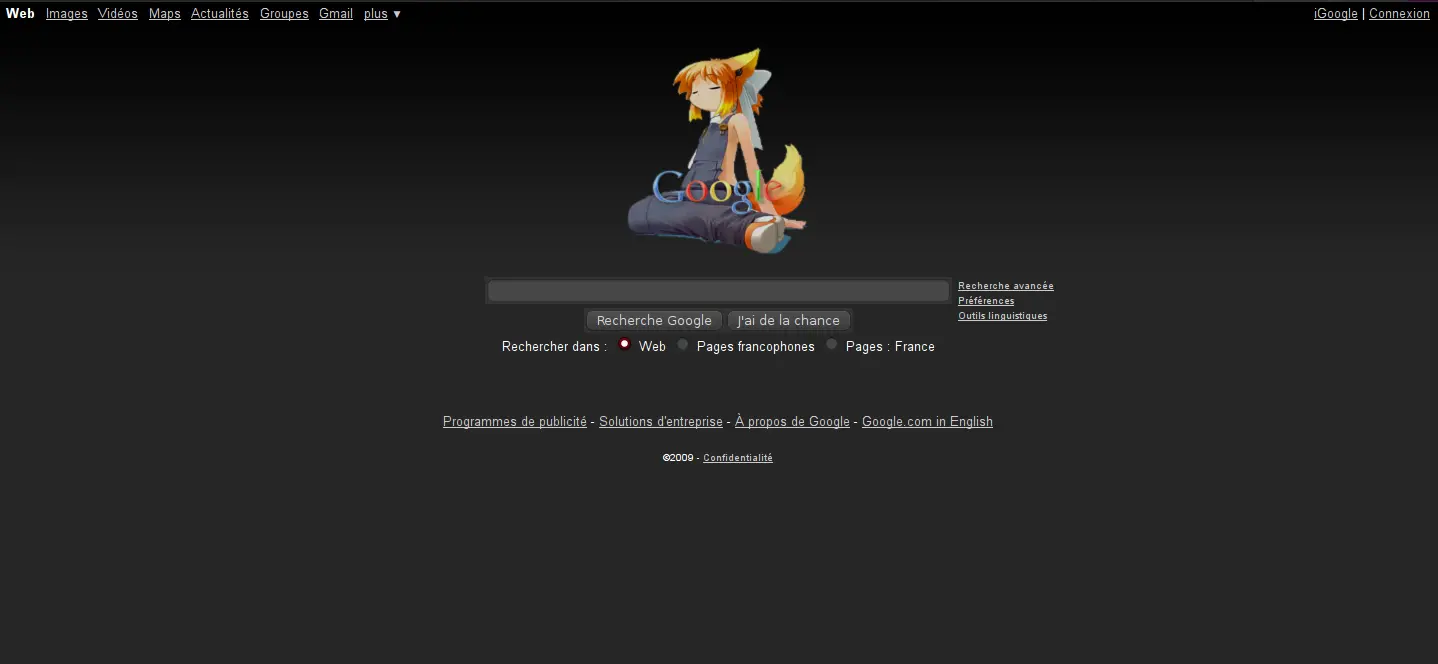 Web Images Vidéos Maps Actualités Groupes Gmail plus ▼ iGoogle | Connexion
Google
Recherche avancée
Préférences
Outils linguistiques
Recherche Google J'ai de la chance
Rechercher dans : Web Pages francophones Pages : France
Programmes de publicité - Solutions d'entreprise - À propos de Google - Google.com in English
©2009 - Confidentialité